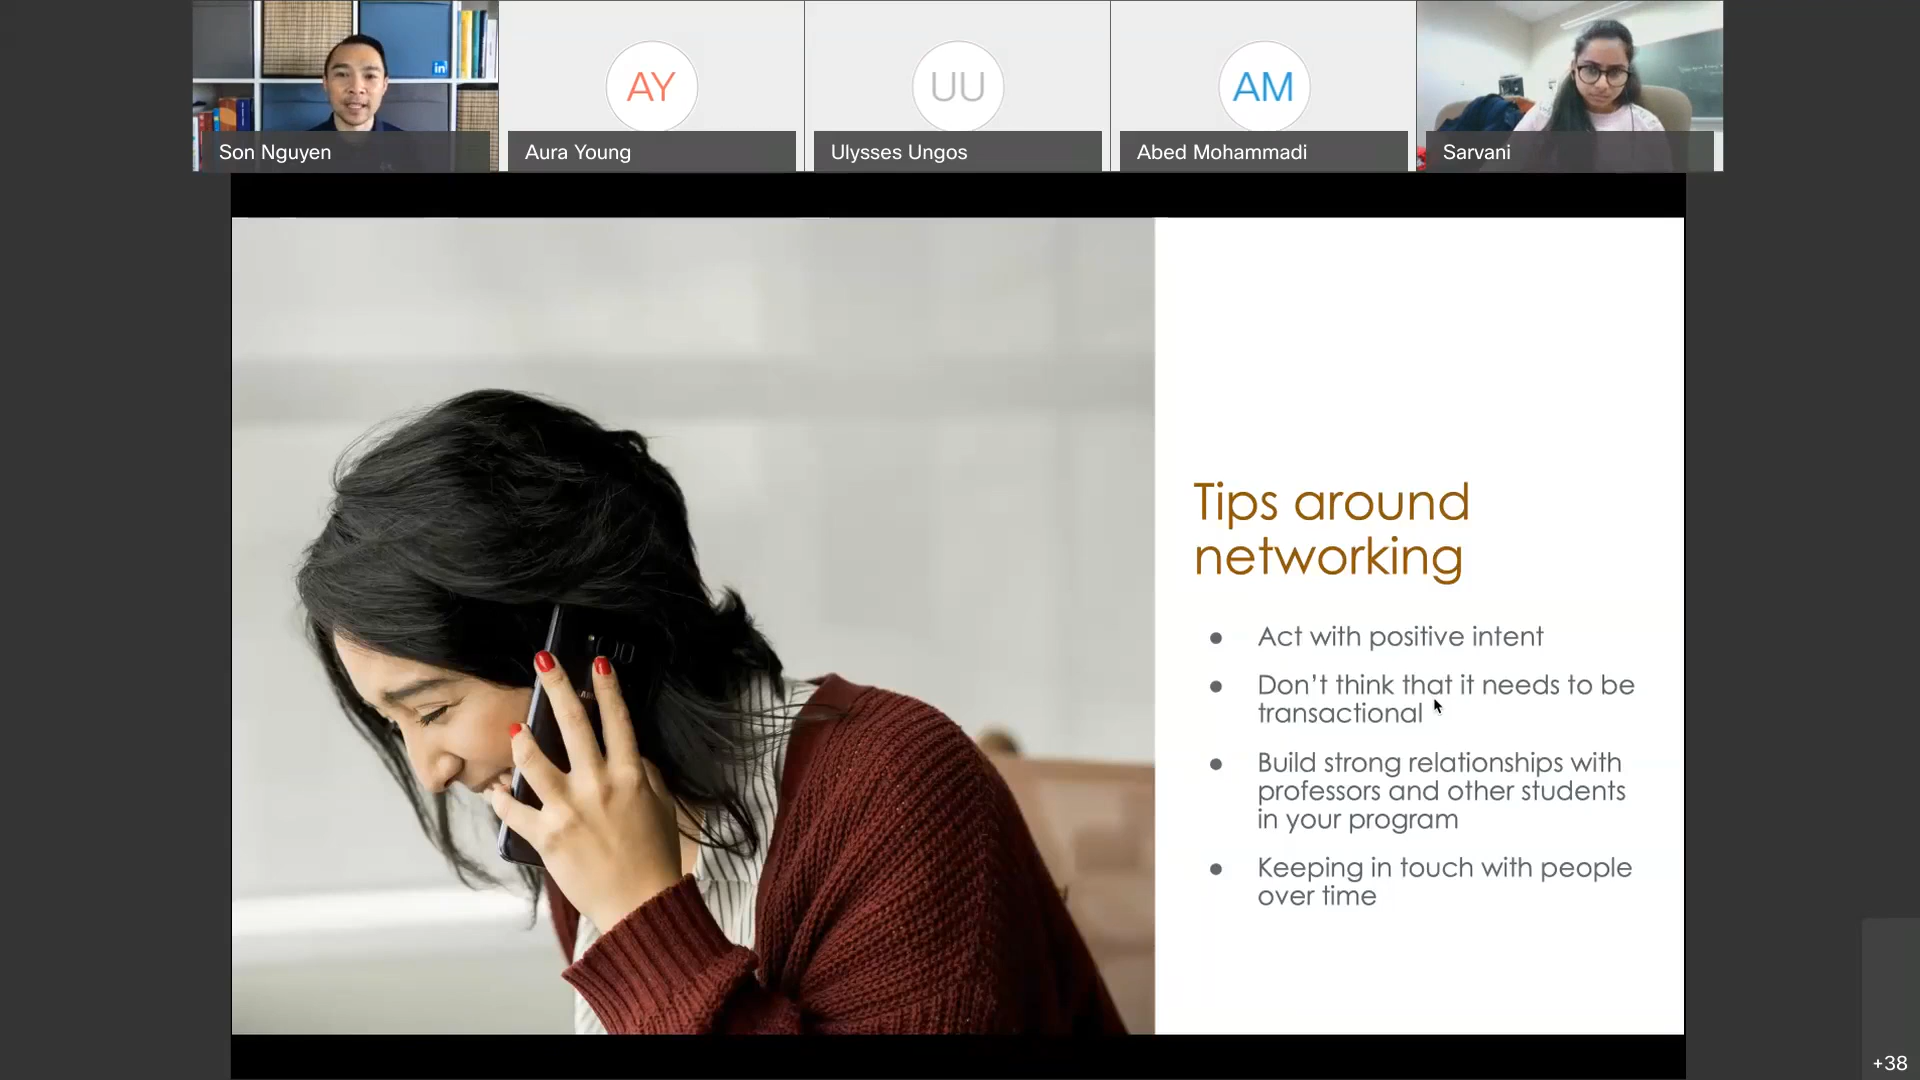 in
AY
UU
AM
Son Nguyen
Aura Young
Ulysses Ungos
Abed Mohammadi
Sarvani
Tips around
networking
● Act with positive intent
● Don't think that it needs to be
transactional
● Build strong relationships with
professors and other students
in your program
● Keeping in touch with people
over time
+38